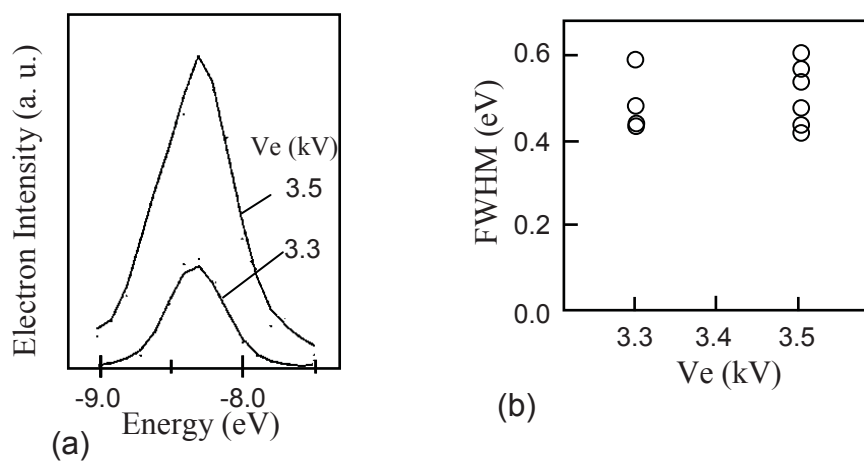 Electron Intensity (a. u.)
Ve (kV)
3.5
3.3
-9.0
-8.0
Energy (eV)
(a)
FWHM (eV)
0.6
0.4
0.2
0.0
3.3
3.4
3.5
Ve (kV)
(b)